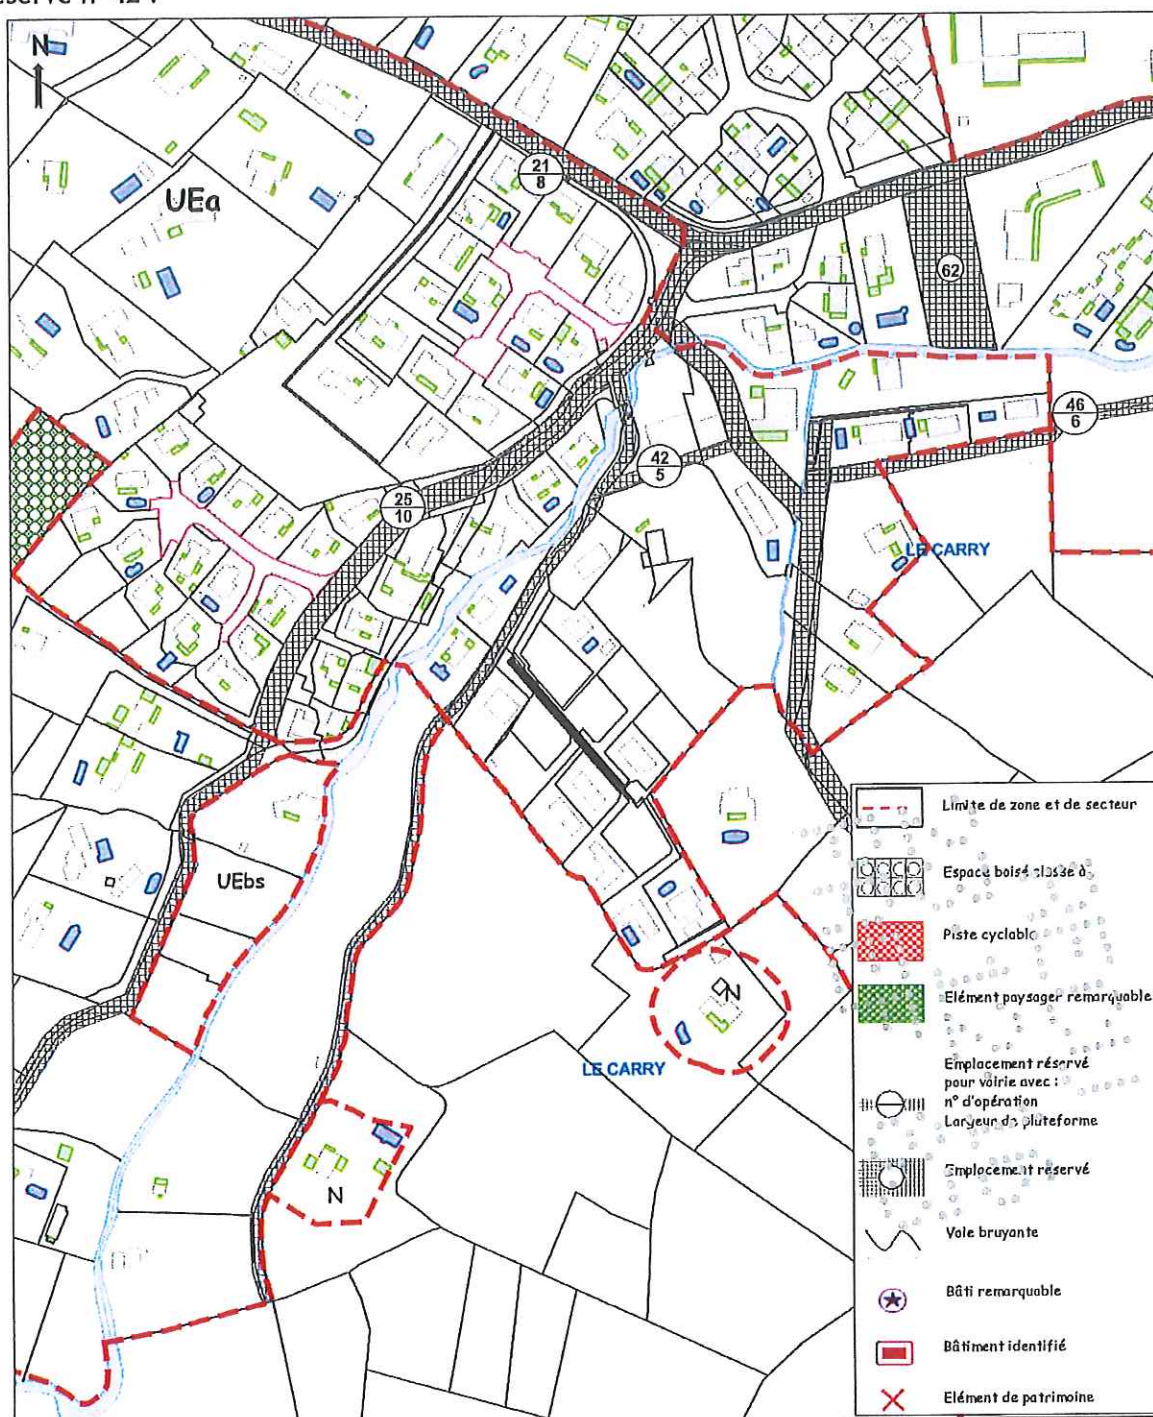 N
21
8
UEa
62
46
6
42
5
25
10
LE CARRY
UEbs
N
LE CARRY
N
Limite de zone et de secteur
Espace boisé classé à
Piste cyclable
Elément paysager remarquable
Emplacement réservé
pour voirie avec :
n° d'opération
Largeur de plateforme
Emplacement réservé
Voie bruyante
Bâti remarquable
Bâtiment identifié
Elément de patrimoine